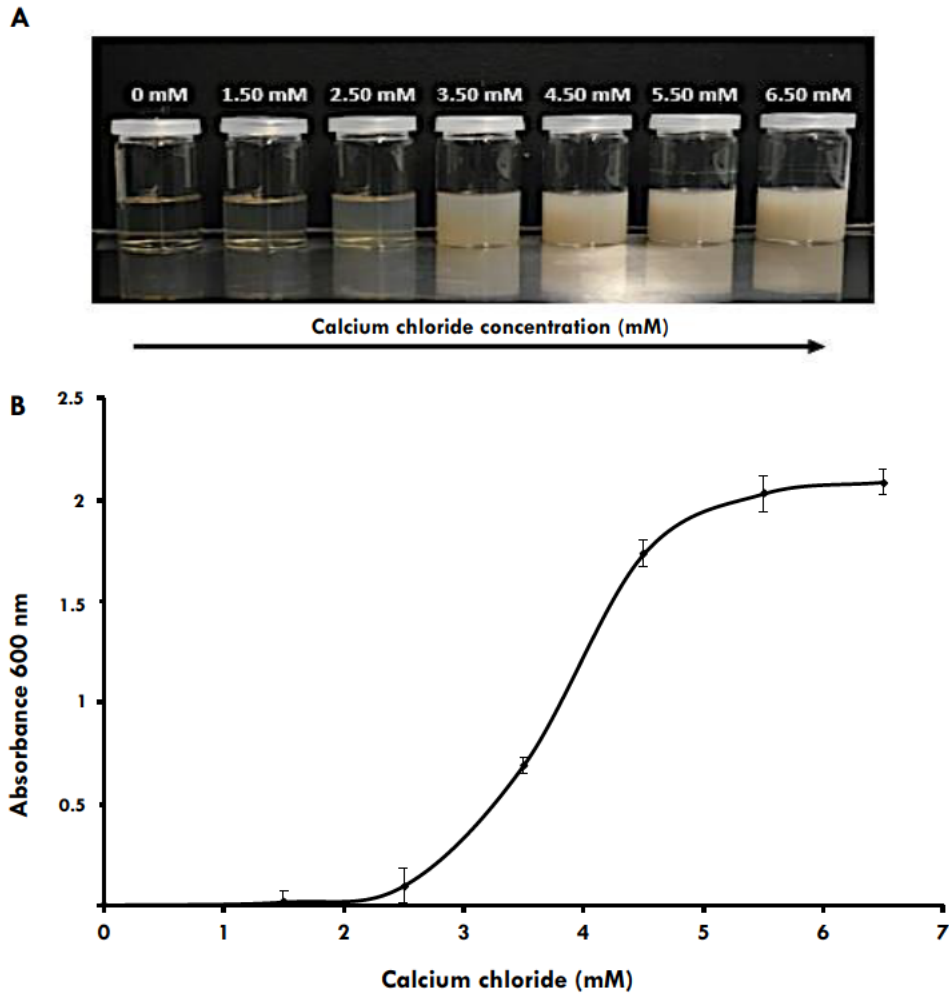 A
0 mM 1.50 mM 2.50 mM 3.50 mM 4.50 mM 5.50 mM 6.50 mM
Calcium chloride concentration (mM)
B
2.5
2
1.5
1
0.5
Absorbance 600 nm
0 1 2 3 4 5 6 7
Calcium chloride (mM)